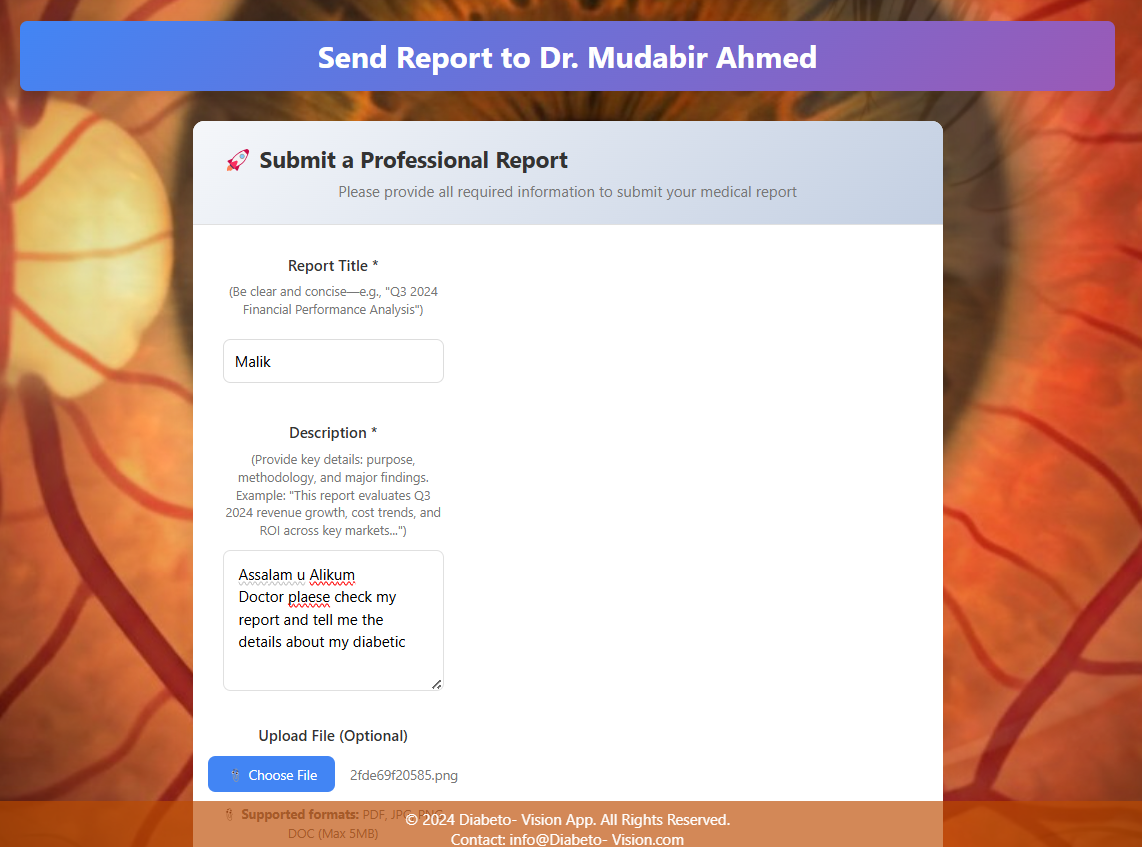 Send Report to Dr. Mudabir Ahmed
🚀 Submit a Professional Report
Please provide all required information to submit your medical report
Report Title *
(Be clear and concise—e.g., "Q3 2024
Financial Performance Analysis")
Malik
Description *
(Provide key details: purpose,
methodology, and major findings.
Example: "This report evaluates Q3
2024 revenue growth, cost trends, and
ROI across key markets...")
Assalam u Alikum
Doctor plaese check my
report and tell me the
details about my diabetic
Upload File (Optional)
Choose File 2fde69f20585.png
Supported formats: PDF, JPG, PNG,
DOC (Max 5MB)
© 2024 Diabeto- Vision App. All Rights Reserved.
Contact: info@Diabeto- Vision.com